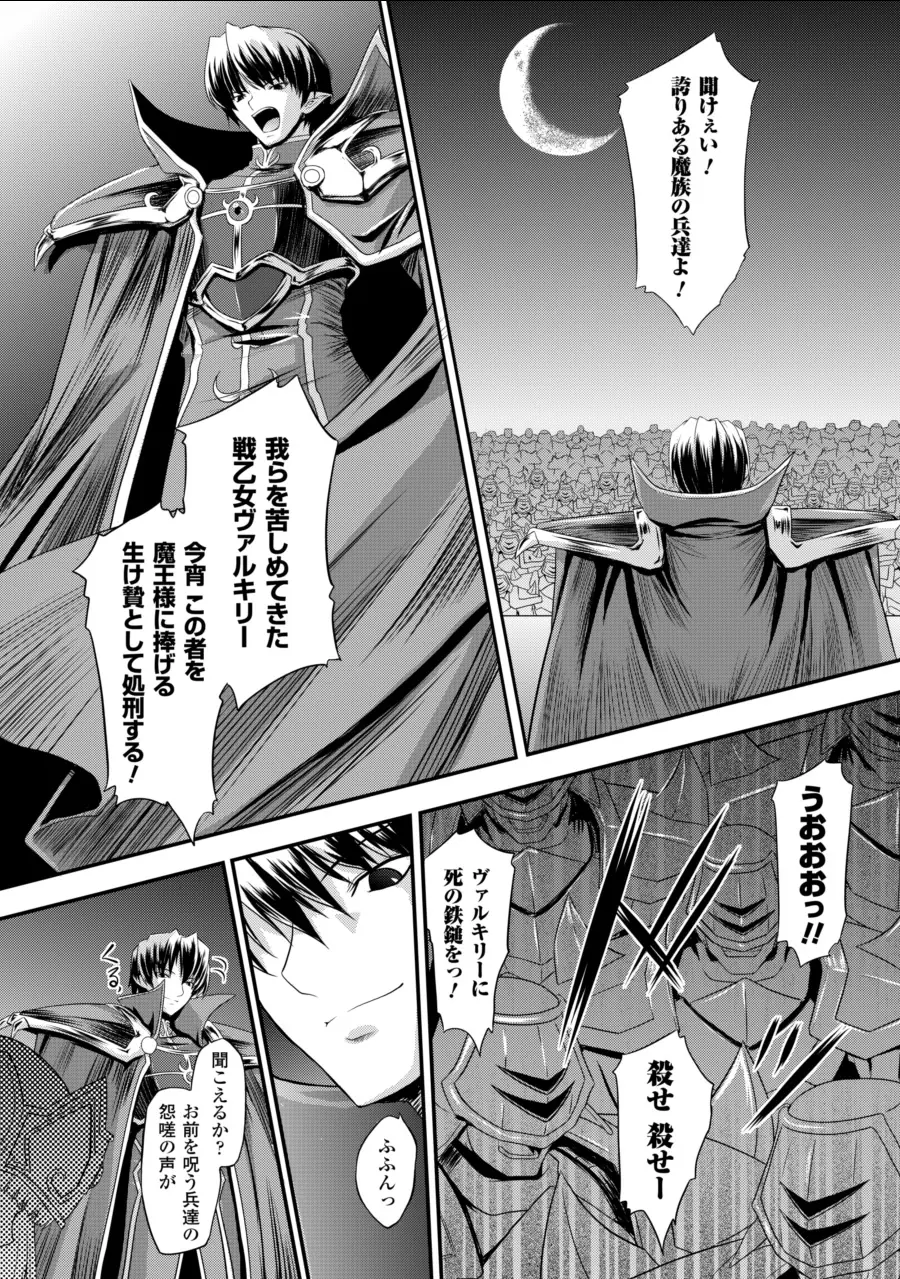 聞けぇい！
誇りある魔族の兵達よ！
我らを苦しめてきた
戦乙女ヴァルキリー
今宵 この者を
魔王様に捧げる
生け贄として処刑する！
うおおおっ!!
ヴァルキリーに
死の鉄鎚をっ！
殺せ 殺せー
ふふんっ
くる
聞こえるか？
お前を呪う兵達の
怨嗟の声が